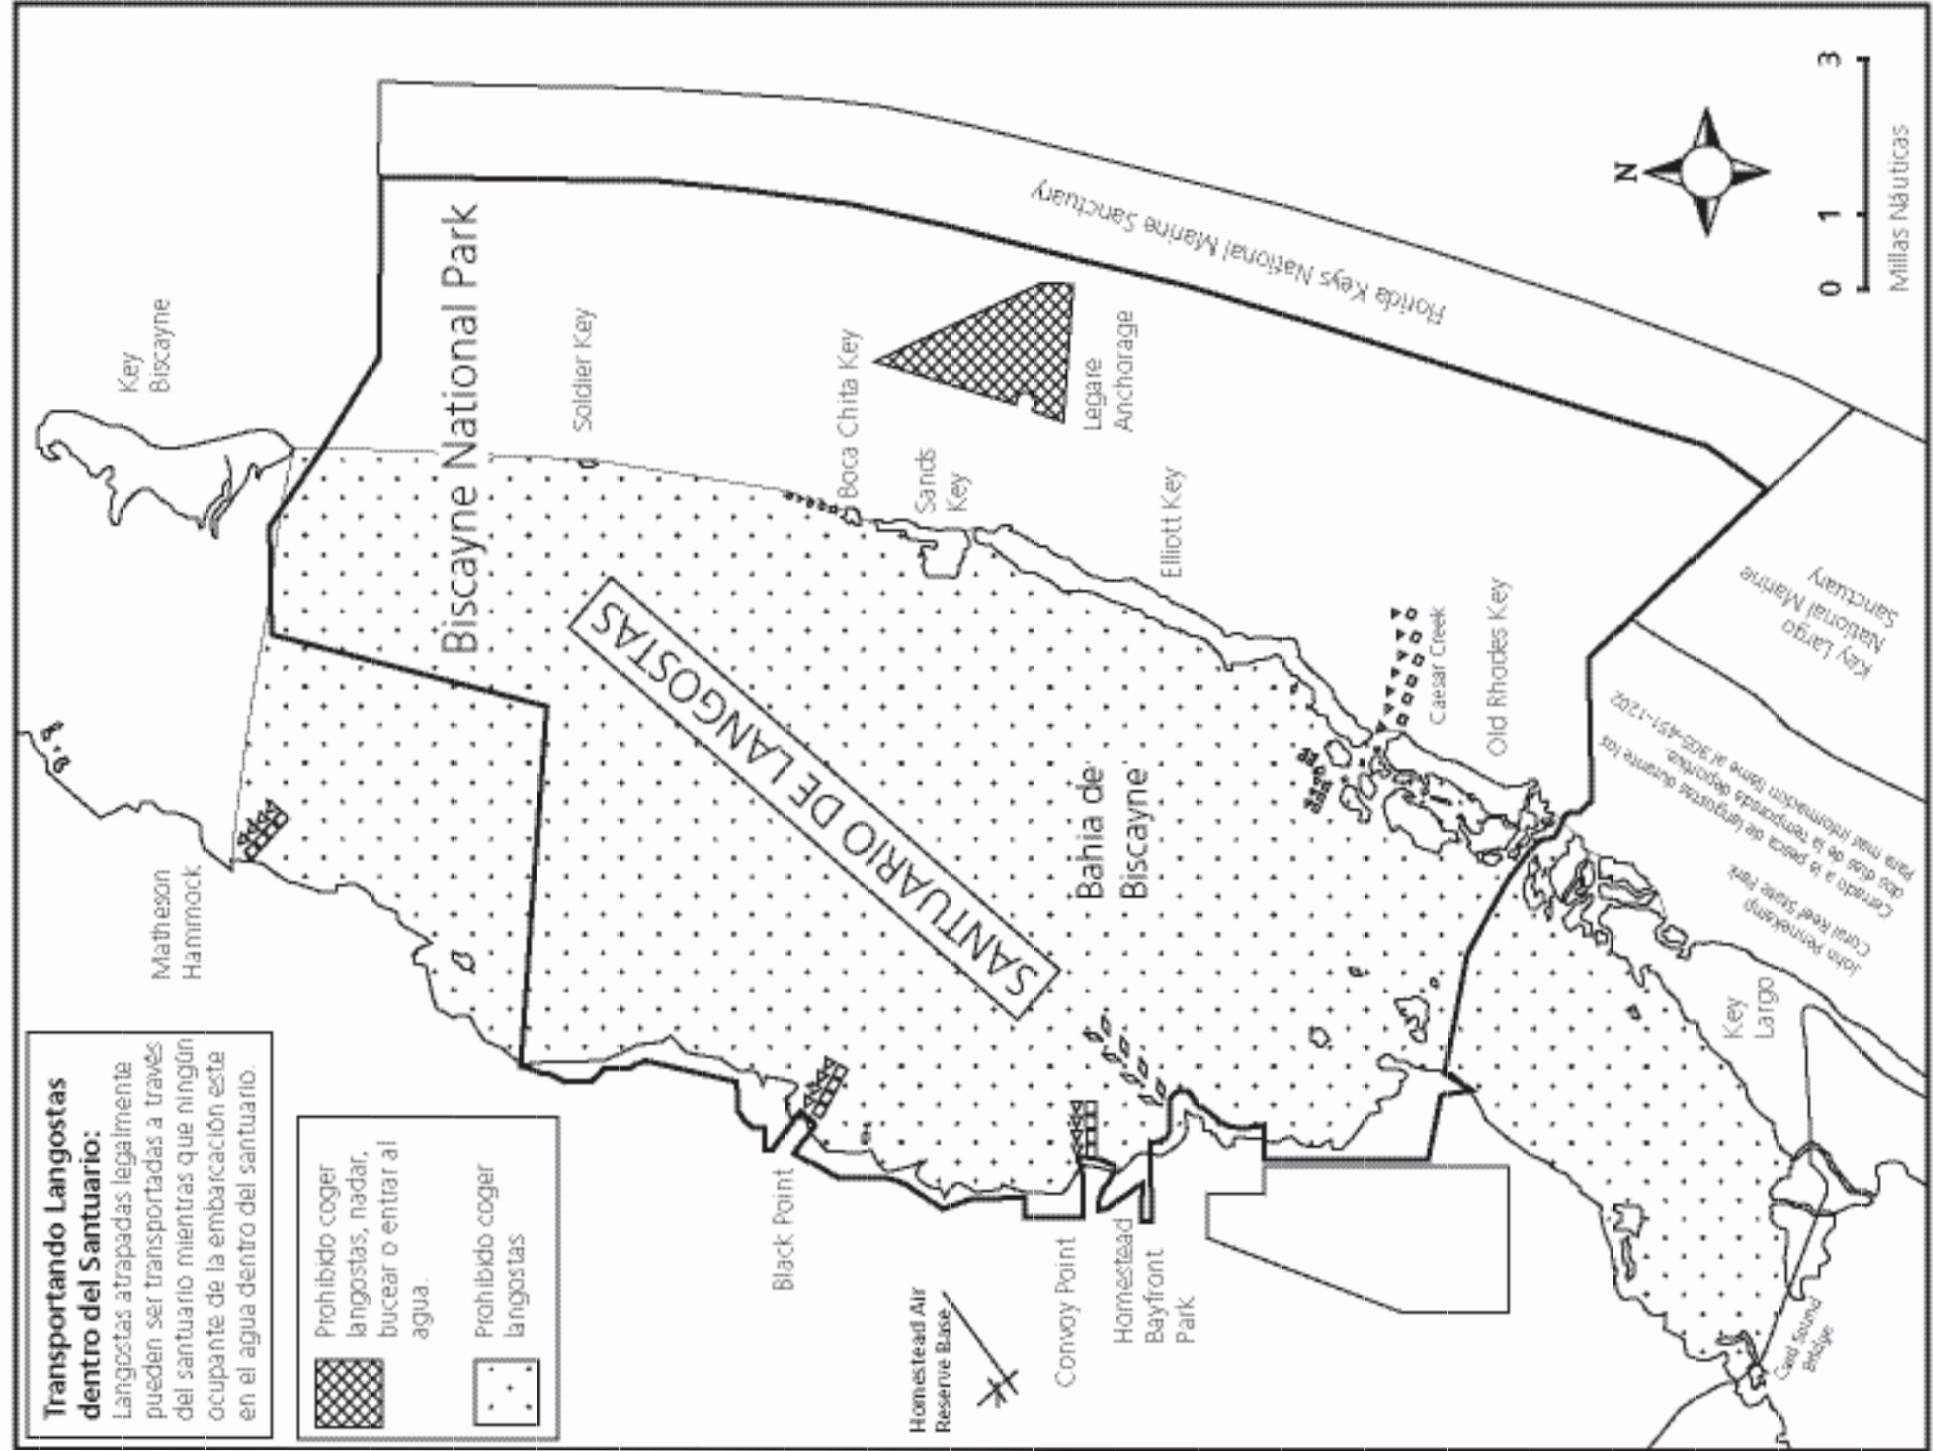 Transportando Langostas
dentro del Santuario:
Langostas atrapadas legalmente
pueden ser transportadas a través
del santuario mientras que ningún
ocupante de la embarcación este
en el agua dentro del santuario.
Prohibido coger
langostas, nadar,
bucear o entrar al
agua.
Prohibido coger
langostas
Matheson
Hammock
Key
Biscayne
Biscayne National Park
Soldier Key
Boca Chita Key
Sands
Key
Legare
Anchorage
Elliott Key
Caesar Creek
Old Rhodes Key
SANTUARIO DE LANGOSTAS
Bahia de
Biscayne
Black Point
Homestead Air
Reserve Base
Convoy Point
Homestead
Bayfront
Park
Florida Keys National Marine Sanctuary
Key Largo
National Marine
Sanctuary
John Pennekamp
Coral Reef State Park
Cerrado a la pesca de langostas durante los
dos dias de la temporada deportiva.
Para mas informacion llame al 305-451-1202
Key
Largo
Card Sound
Bridge
N
0 1 3
Millas Náuticas